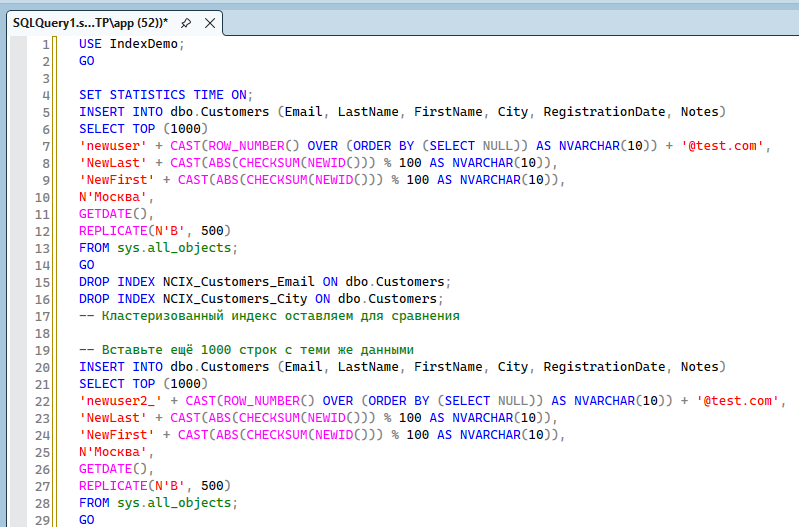 SQLQuery1.s...TP\app (52))*
1 USE IndexDemo;
2 GO
3
4 SET STATISTICS TIME ON;
5 INSERT INTO dbo.Customers (Email, LastName, FirstName, City, RegistrationDate, Notes)
6 SELECT TOP (1000)
7 'newuser' + CAST(ROW_NUMBER() OVER (ORDER BY (SELECT NULL)) AS NVARCHAR(10)) + '@test.com',
8 'NewLast' + CAST(ABS(CHECKSUM(NEWID())) % 100 AS NVARCHAR(10)),
9 'NewFirst' + CAST(ABS(CHECKSUM(NEWID())) % 100 AS NVARCHAR(10)),
10 N'Москва',
11 GETDATE(),
12 REPLICATE(N'B', 500)
13 FROM sys.all_objects;
14 GO
15 DROP INDEX NCIX_Customers_Email ON dbo.Customers;
16 DROP INDEX NCIX_Customers_City ON dbo.Customers;
17 -- Кластеризованный индекс оставляем для сравнения
18
19 -- Вставьте ещё 1000 строк с теми же данными
20 INSERT INTO dbo.Customers (Email, LastName, FirstName, City, RegistrationDate, Notes)
21 SELECT TOP (1000)
22 'newuser2_' + CAST(ROW_NUMBER() OVER (ORDER BY (SELECT NULL)) AS NVARCHAR(10)) + '@test.com',
23 'NewLast' + CAST(ABS(CHECKSUM(NEWID())) % 100 AS NVARCHAR(10)),
24 'NewFirst' + CAST(ABS(CHECKSUM(NEWID())) % 100 AS NVARCHAR(10)),
25 N'Москва',
26 GETDATE(),
27 REPLICATE(N'B', 500)
28 FROM sys.all_objects;
29 GO